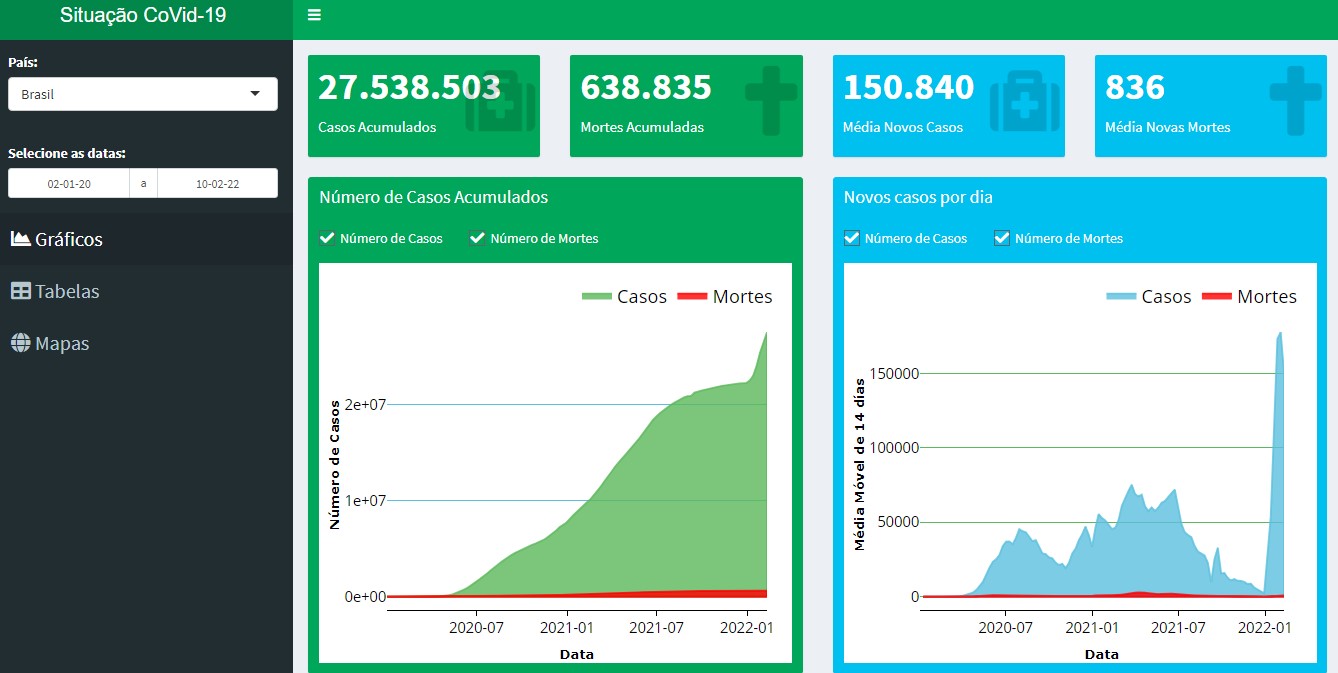 Situação CoVid-19
País:
Brasil
Selecione as datas:
02-01-20 a 10-02-22
Gráficos
Tabelas
Mapas
27.538.503
Casos Acumulados
638.835
Mortes Acumuladas
150.840
Média Novos Casos
836
Média Novas Mortes
Número de Casos Acumulados
Número de Casos Número de Mortes
Casos Mortes
Número de Casos
2e+07
1e+07
0e+00
2020-07 2021-01 2021-07 2022-01
Data
Novos casos por dia
Número de Casos Número de Mortes
Casos Mortes
Média Móvel de 14 días
150000
100000
50000
0
2020-07 2021-01 2021-07 2022-01
Data